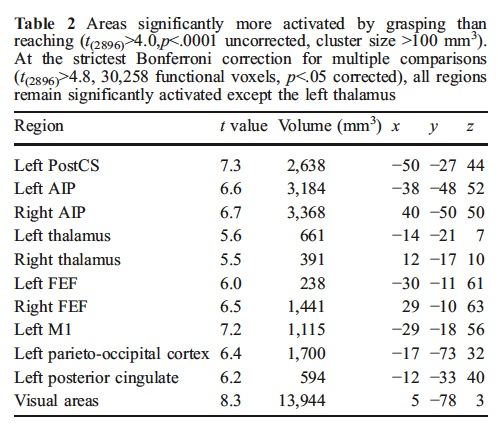 Table 2 Areas significantly more activated by grasping than
reaching (t(2896)>4.0,p<.0001 uncorrected, cluster size >100 mm³).
At the strictest Bonferroni correction for multiple comparisons
(t(2896)>4.8, 30,258 functional voxels, p<.05 corrected), all regions
remain significantly activated except the left thalamus
Region t value Volume (mm³) x y z
Left PostCS 7.3 2,638 −50 −27 44
Left AIP 6.6 3,184 −38 −48 52
Right AIP 6.7 3,368 40 −50 50
Left thalamus 5.6 661 −14 −21 7
Right thalamus 5.5 391 12 −17 10
Left FEF 6.0 238 −30 −11 61
Right FEF 6.5 1,441 29 −10 63
Left M1 7.2 1,115 −29 −18 56
Left parieto-occipital cortex 6.4 1,700 −17 −73 32
Left posterior cingulate 6.2 594 −12 −33 40
Visual areas 8.3 13,944 5 −78 3